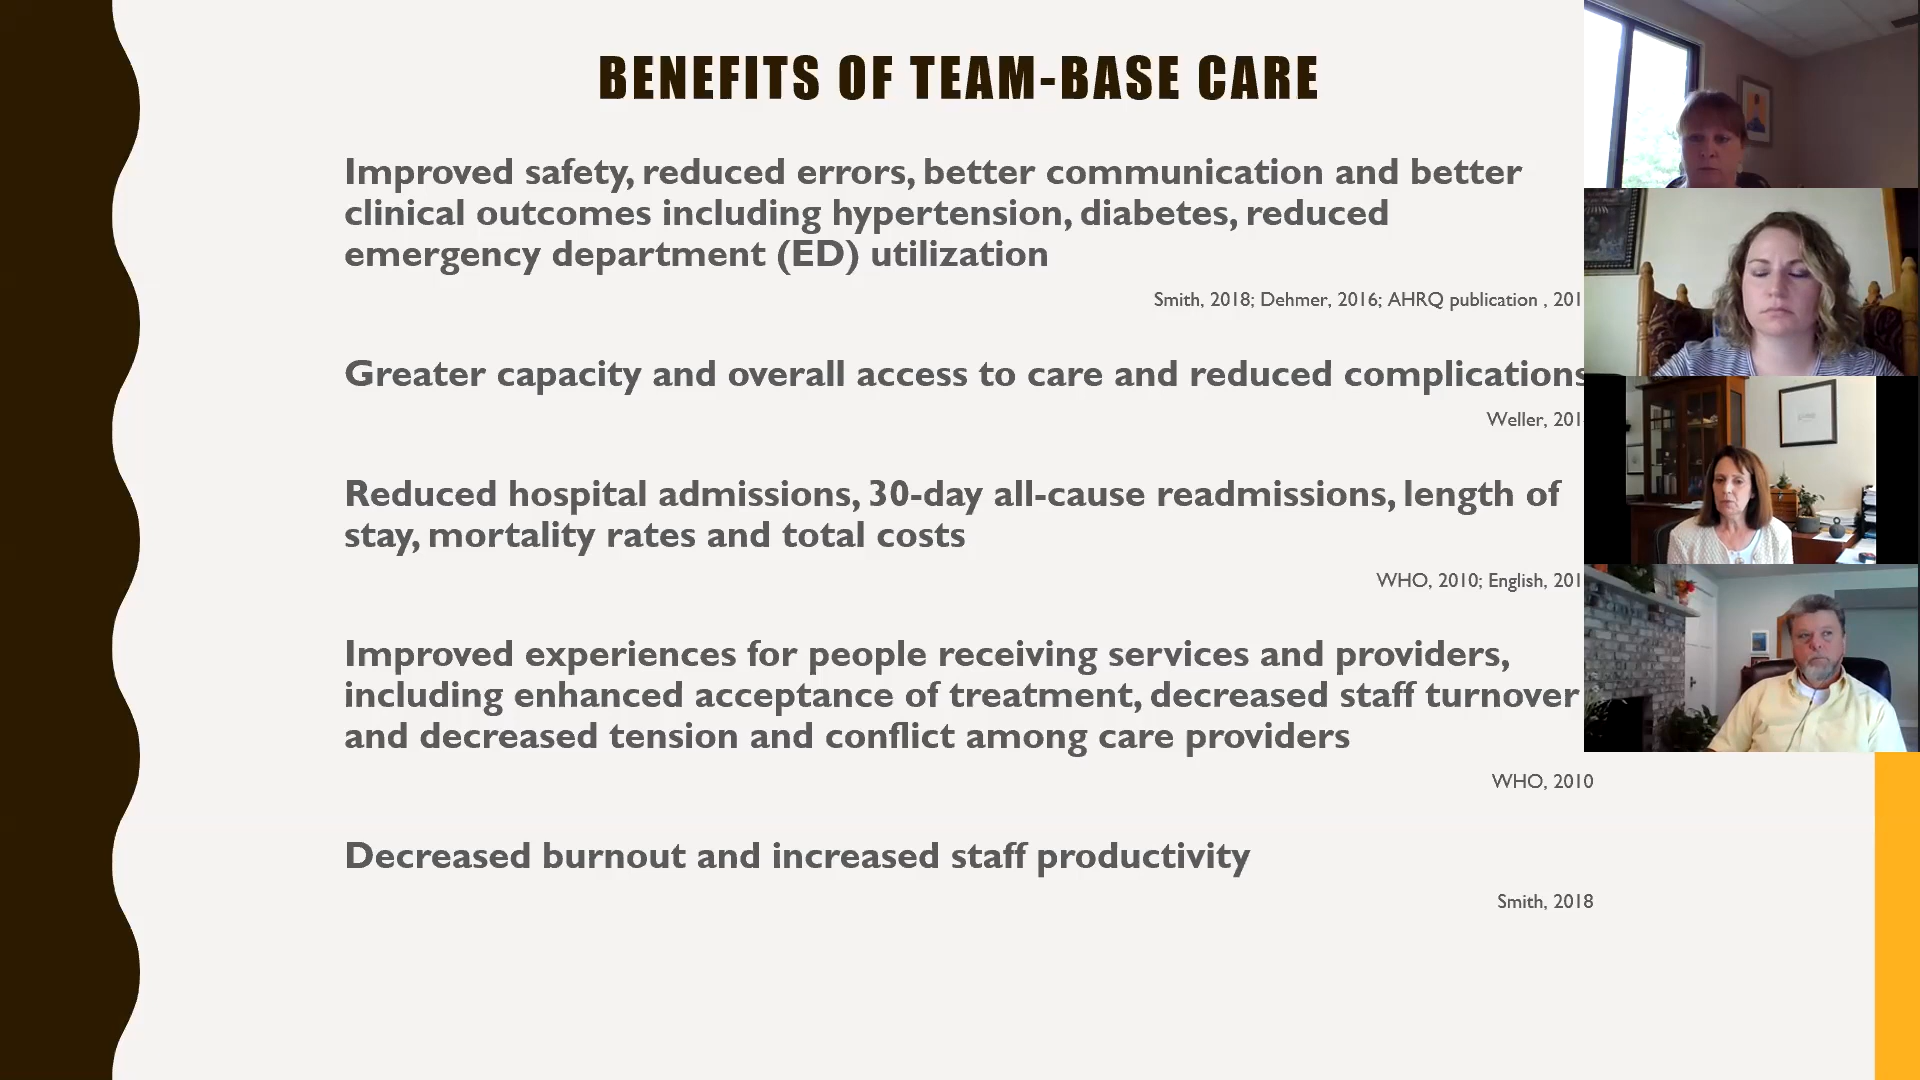 BENEFITS OF TEAM-BASE CARE
Improved safety, reduced errors, better communication and better
clinical outcomes including hypertension, diabetes, reduced
emergency department (ED) utilization
Smith, 2018; Dehmer, 2016; AHRQ publication , 201
Greater capacity and overall access to care and reduced complications
Weller, 201
Reduced hospital admissions, 30-day all-cause readmissions, length of
stay, mortality rates and total costs
WHO, 2010; English, 201
Improved experiences for people receiving services and providers,
including enhanced acceptance of treatment, decreased staff turnover
and decreased tension and conflict among care providers
WHO, 2010
Decreased burnout and increased staff productivity
Smith, 2018